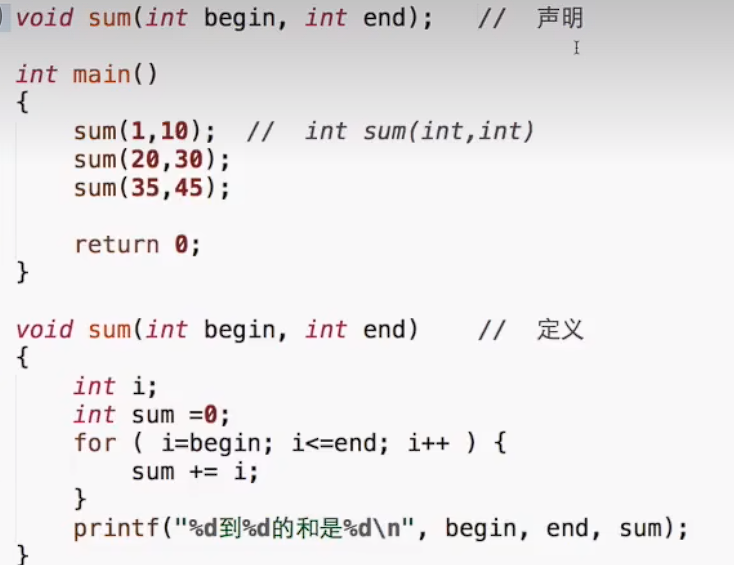 void sum(int begin, int end);   //  声明
int main()
{
    sum(1,10);  //  int sum(int,int)
    sum(20,30);
    sum(35,45);
    return 0;
}
void sum(int begin, int end)    //  定义
{
    int i;
    int sum =0;
    for ( i=begin; i<=end; i++ ) {
        sum += i;
    }
    printf("%d到%d的和是%d\n", begin, end, sum);
}